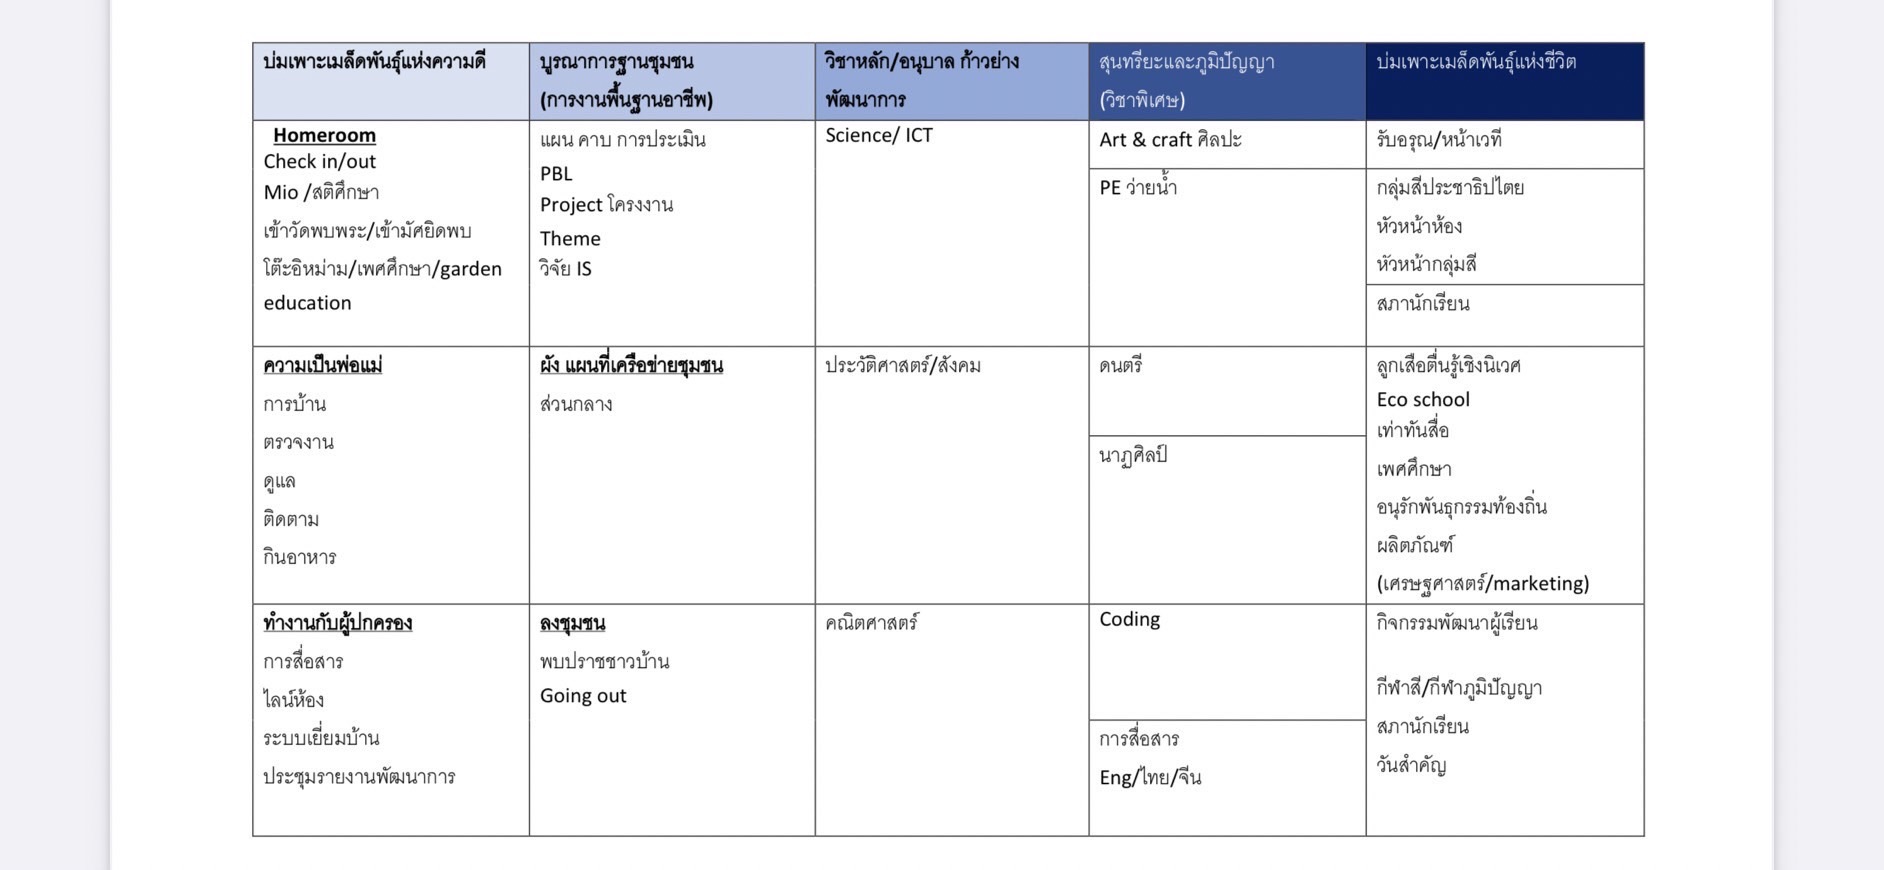 บ่มเพาะเมล็ดพันธุ์แห่งความดี
บูรณาการฐานชุมชน
(การงานพื้นฐานอาชีพ)
วิชาหลัก/อนุบาล ก้าวย่าง
พัฒนาการ
สุนทรียะและภูมิปัญญา
(วิชาพิเศษ)
บ่มเพาะเมล็ดพันธุ์แห่งชีวิต
Homeroom
Check in/out
Mio /สติศึกษา
เข้าวัดพบพระ/เข้ามัศยิดพบ
โต๊ะอิหม่าม/เพศศึกษา/garden
education
แผน คาบ การประเมิน
PBL
Project โครงงาน
Theme
วิจัย IS
Science/ ICT
Art & craft ศิลปะ
PE ว่ายน้ำ
รับอรุณ/หน้าเวที
กลุ่มสีประชาธิปไตย
หัวหน้าห้อง
หัวหน้ากลุ่มสี
สภานักเรียน
ความเป็นพ่อแม่
การบ้าน
ตรวจงาน
ดูแล
ติดตาม
กินอาหาร
ผัง แผนที่เครือข่ายชุมชน
ส่วนกลาง
ประวัติศาสตร์/สังคม
ดนตรี
นาฏศิลป์
ลูกเสือตื่นรู้เชิงนิเวศ
Eco school
เท่าทันสื่อ
เพศศึกษา
อนุรักพันธุกรรมท้องถิ่น
ผลิตภัณฑ์
(เศรษฐศาสตร์/marketing)
ทำงานกับผู้ปกครอง
การสื่อสาร
ไลน์ห้อง
ระบบเยี่ยมบ้าน
ประชุมรายงานพัฒนาการ
ลงชุมชน
พบปราชชาวบ้าน
Going out
คณิตศาสตร์
Coding
การสื่อสาร
Eng/ไทย/จีน
กิจกรรมพัฒนาผู้เรียน
กีฬาสี/กีฬาภูมิปัญญา
สภานักเรียน
วันสำคัญ